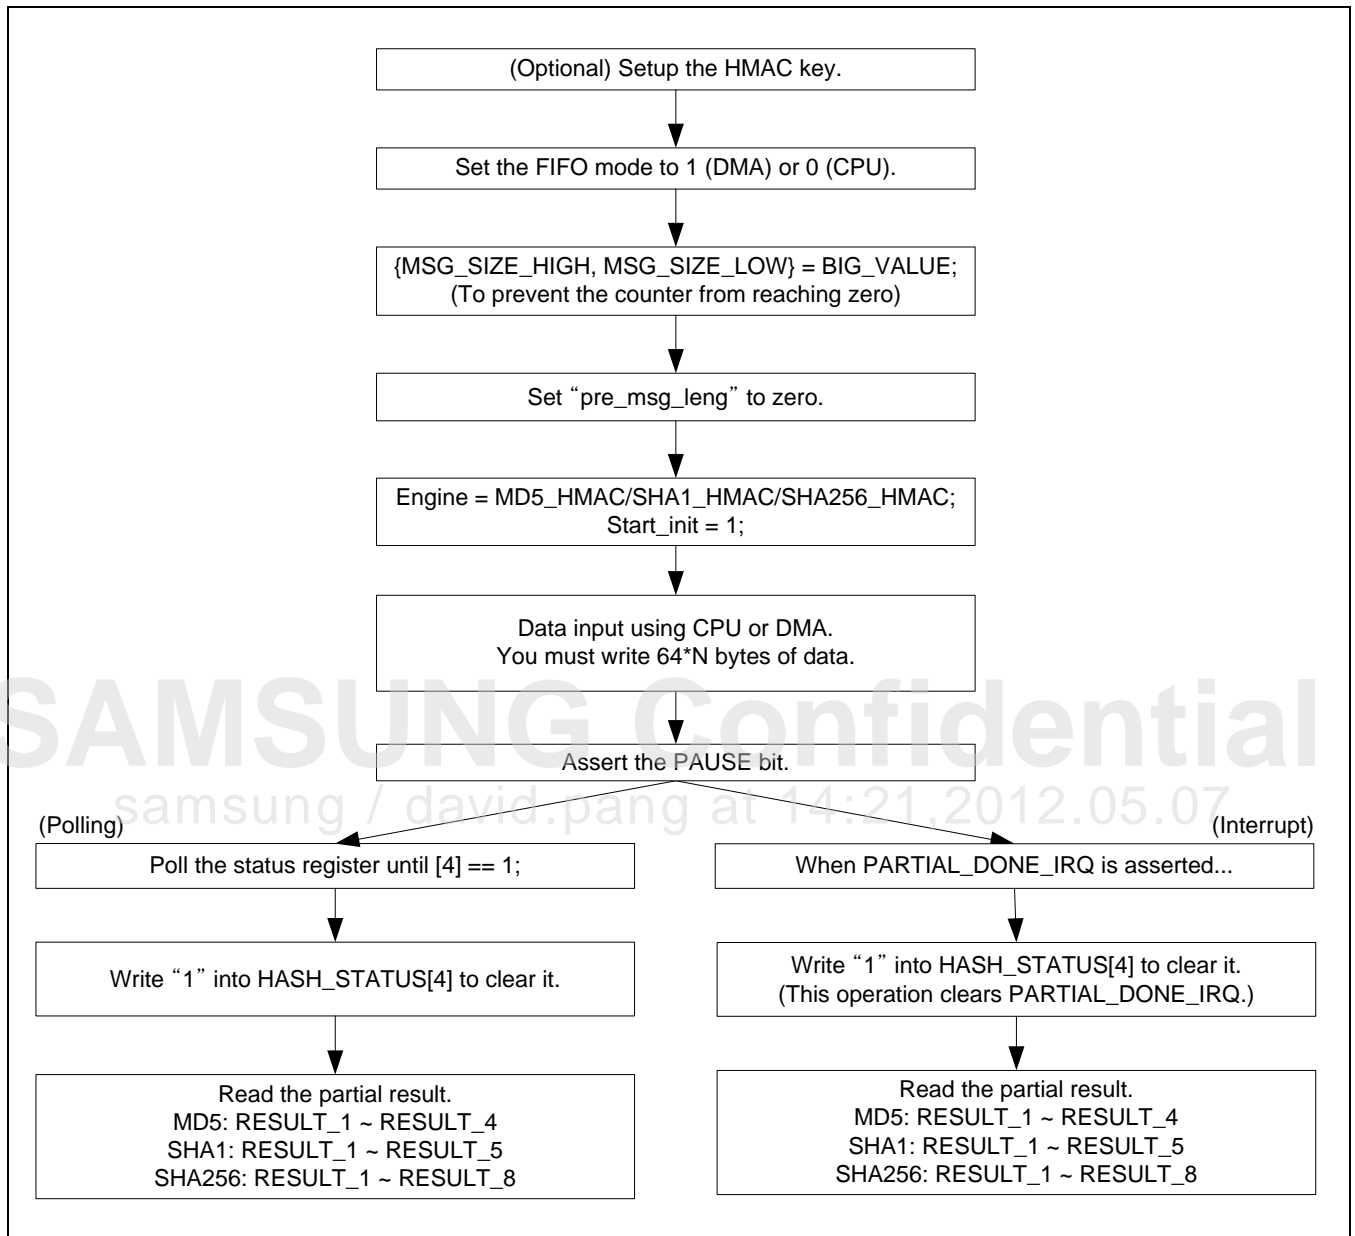 (Optional) Setup the HMAC key.
Set the FIFO mode to 1 (DMA) or 0 (CPU).
{MSG_SIZE_HIGH, MSG_SIZE_LOW} = BIG_VALUE;
(To prevent the counter from reaching zero)
Set “pre_msg_leng” to zero.
Engine = MD5_HMAC/SHA1_HMAC/SHA256_HMAC;
Start_init = 1;
Data input using CPU or DMA.
You must write 64*N bytes of data.
SAMSUNG Confidential
Assert the PAUSE bit.
samsung / david.pang at 14:21,2012.05.07
(Polling)
Poll the status register until [4] == 1;
Write “1” into HASH_STATUS[4] to clear it.
Read the partial result.
MD5: RESULT_1 ~ RESULT_4
SHA1: RESULT_1 ~ RESULT_5
SHA256: RESULT_1 ~ RESULT_8
(Interrupt)
When PARTIAL_DONE_IRQ is asserted...
Write “1” into HASH_STATUS[4] to clear it.
(This operation clears PARTIAL_DONE_IRQ.)
Read the partial result.
MD5: RESULT_1 ~ RESULT_4
SHA1: RESULT_1 ~ RESULT_5
SHA256: RESULT_1 ~ RESULT_8